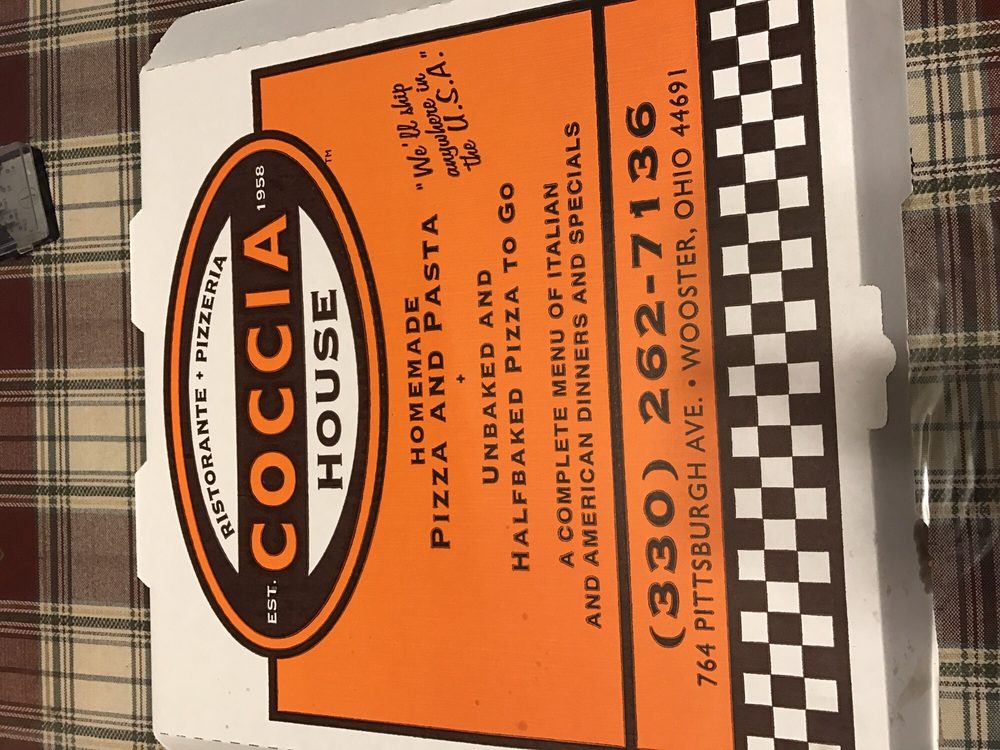 RISTORANTE + PIZZERIA
EST. COCCIA 1958
HOUSE ™
HOMEMADE
PIZZA AND PASTA
+
UNBAKED AND
HALFBAKED PIZZA TO GO
"We'll ship
anywhere in
the U.S.A."
A COMPLETE MENU OF ITALIAN
AND AMERICAN DINNERS AND SPECIALS
(330) 262-7136
764 PITTSBURGH AVE. • WOOSTER, OHIO 44691